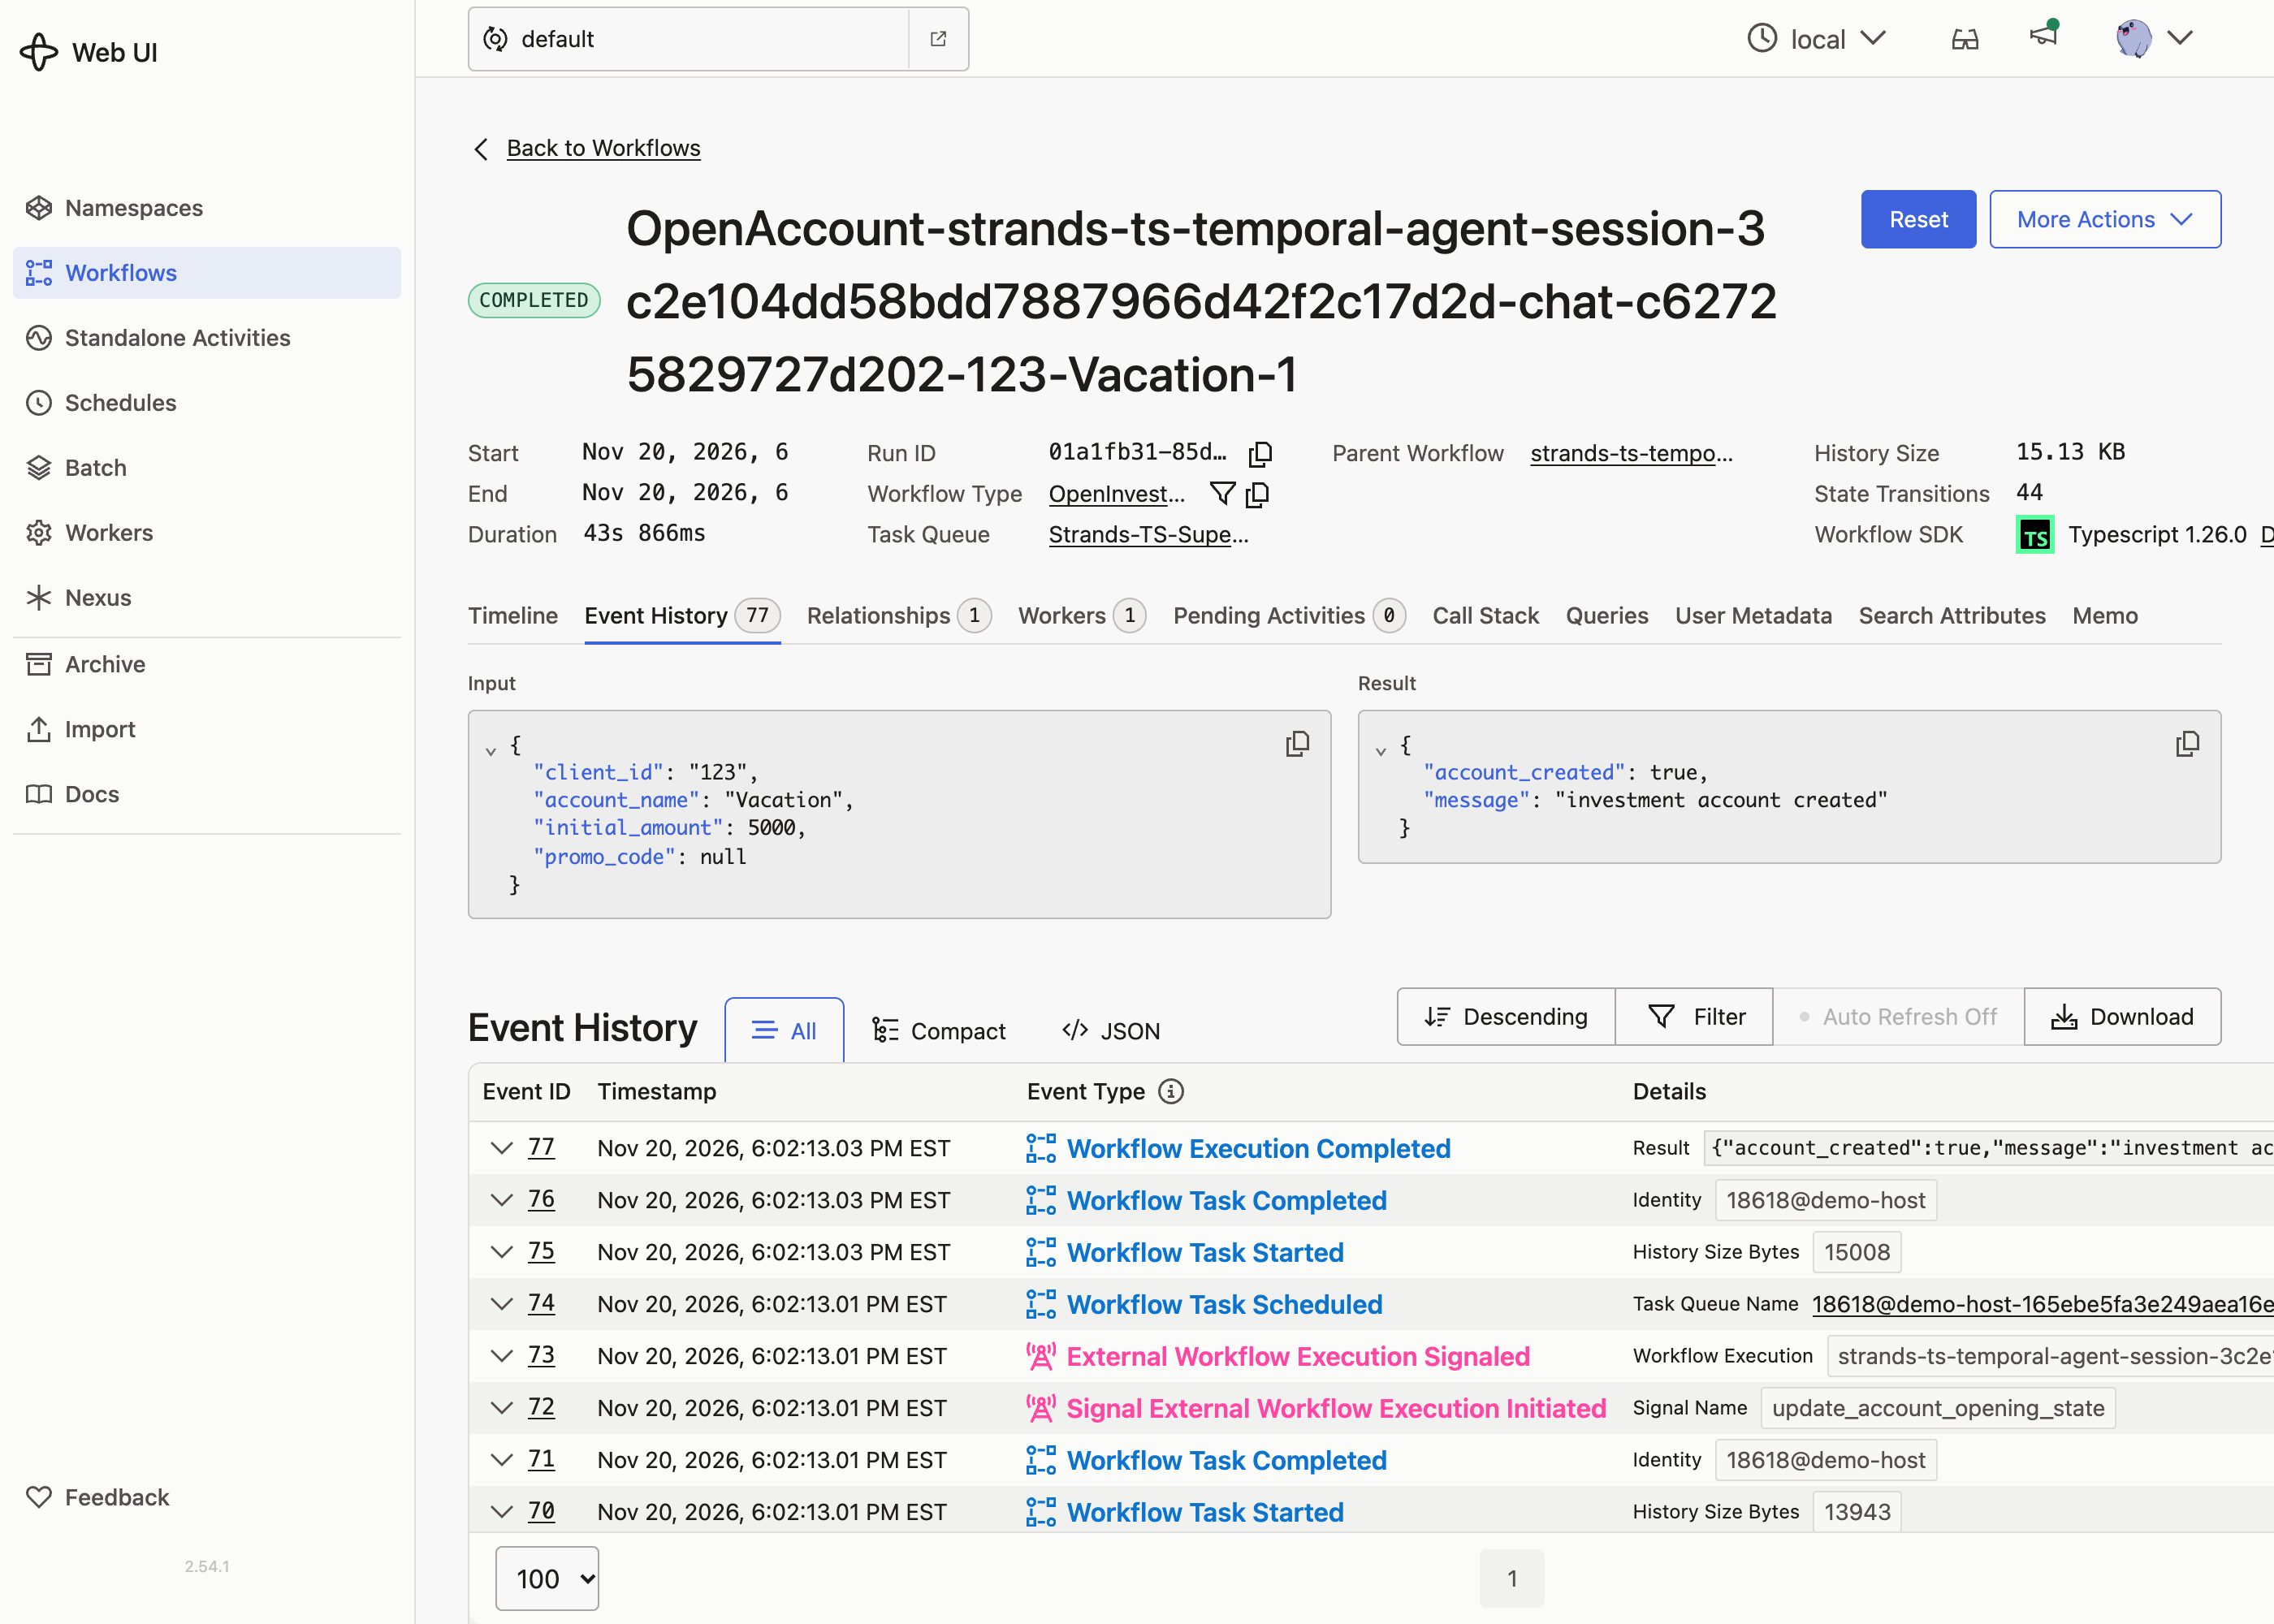 Web UI
default
local
Namespaces
Workflows
Standalone Activities
Schedules
Batch
Workers
Nexus
Archive
Import
Docs
Feedback
2.54.1
Back to Workflows
COMPLETED
OpenAccount-strands-ts-temporal-agent-session-3
c2e104dd58bdd7887966d42f2c17d2d-chat-c6272
5829727d202-123-Vacation-1
Reset
More Actions
Start Nov 20, 2026, 6
End Nov 20, 2026, 6
Duration 43s 866ms
Run ID 01a1fb31-85d…
Workflow Type OpenInvest…
Task Queue Strands-TS-Supe…
Parent Workflow strands-ts-tempo…
History Size 15.13 KB
State Transitions 44
Workflow SDK TS Typescript 1.26.0 D
Timeline Event History 77 Relationships 1 Workers 1 Pending Activities 0 Call Stack Queries User Metadata Search Attributes Memo
Input
{
"client_id": "123",
"account_name": "Vacation",
"initial_amount": 5000,
"promo_code": null
}
Result
{
"account_created": true,
"message": "investment account created"
}
Event History
All Compact </> JSON
Descending Filter Auto Refresh Off Download
Event ID Timestamp Event Type Details
77 Nov 20, 2026, 6:02:13.03 PM EST Workflow Execution Completed Result {"account_created":true,"message":"investment ac
76 Nov 20, 2026, 6:02:13.03 PM EST Workflow Task Completed Identity 18618@demo-host
75 Nov 20, 2026, 6:02:13.03 PM EST Workflow Task Started History Size Bytes 15008
74 Nov 20, 2026, 6:02:13.01 PM EST Workflow Task Scheduled Task Queue Name 18618@demo-host-165ebe5fa3e249aea16e
73 Nov 20, 2026, 6:02:13.01 PM EST External Workflow Execution Signaled Workflow Execution strands-ts-temporal-agent-session-3c2e
72 Nov 20, 2026, 6:02:13.01 PM EST Signal External Workflow Execution Initiated Signal Name update_account_opening_state
71 Nov 20, 2026, 6:02:13.01 PM EST Workflow Task Completed Identity 18618@demo-host
70 Nov 20, 2026, 6:02:13.01 PM EST Workflow Task Started History Size Bytes 13943
100
1